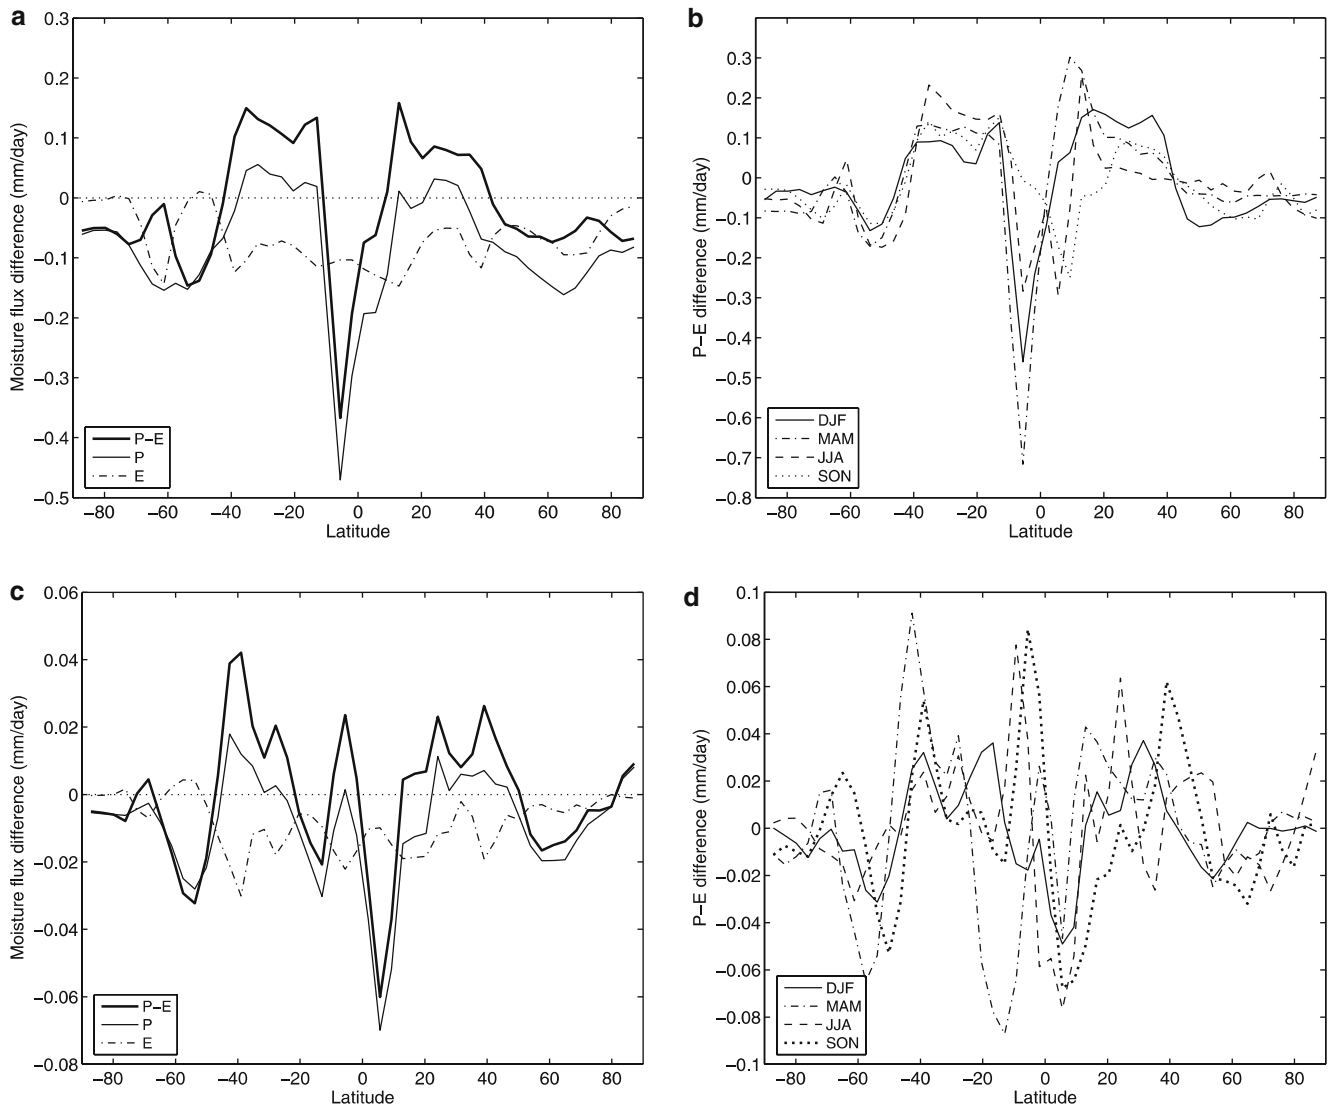 a
0.3
0.2
0.1
0
−0.1
−0.2
−0.3
−0.4
−0.5
Moisture flux difference (mm/day)
P−E
P
E
−80 −60 −40 −20 0 20 40 60 80
Latitude
b
0.3
0.2
0.1
0
−0.1
−0.2
−0.3
−0.4
−0.5
−0.6
−0.7
−0.8
P−E difference (mm/day)
DJF
MAM
JJA
SON
−80 −60 −40 −20 0 20 40 60 80
Latitude
c
0.06
0.04
0.02
0
−0.02
−0.04
−0.06
−0.08
Moisture flux difference (mm/day)
P−E
P
E
−80 −60 −40 −20 0 20 40 60 80
Latitude
d
0.1
0.08
0.06
0.04
0.02
0
−0.02
−0.04
−0.06
−0.08
−0.1
P−E difference (mm/day)
DJF
MAM
JJA
SON
−80 −60 −40 −20 0 20 40 60 80
Latitude